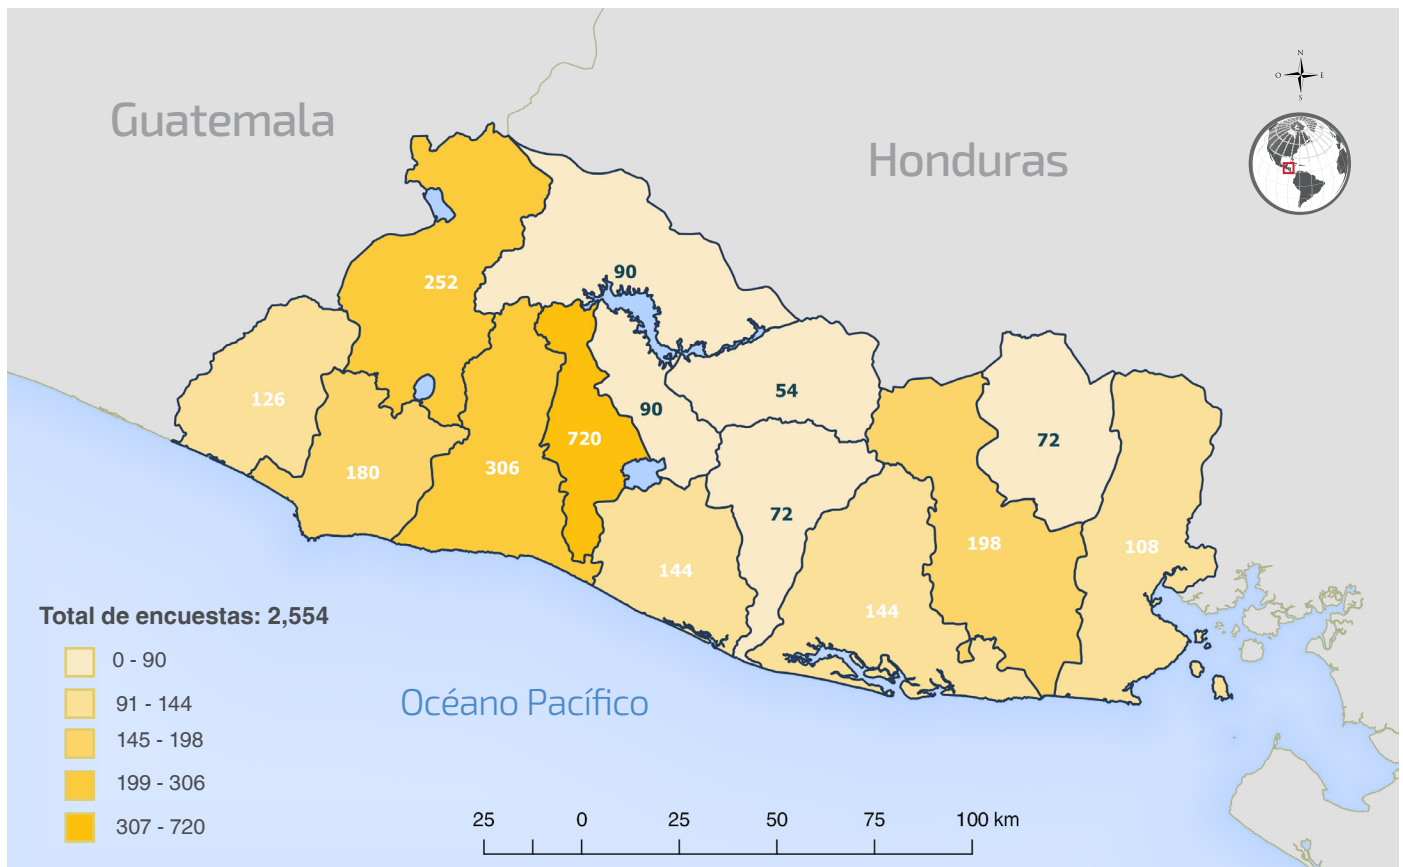 N
O E
S
Guatemala
Honduras
90
252
54
126
90
72
720
180
306
72
198
108
144
144
Total de encuestas: 2,554
0 - 90
91 - 144
145 - 198
199 - 306
307 - 720
Océano Pacífico
25 0 25 50 75 100 km